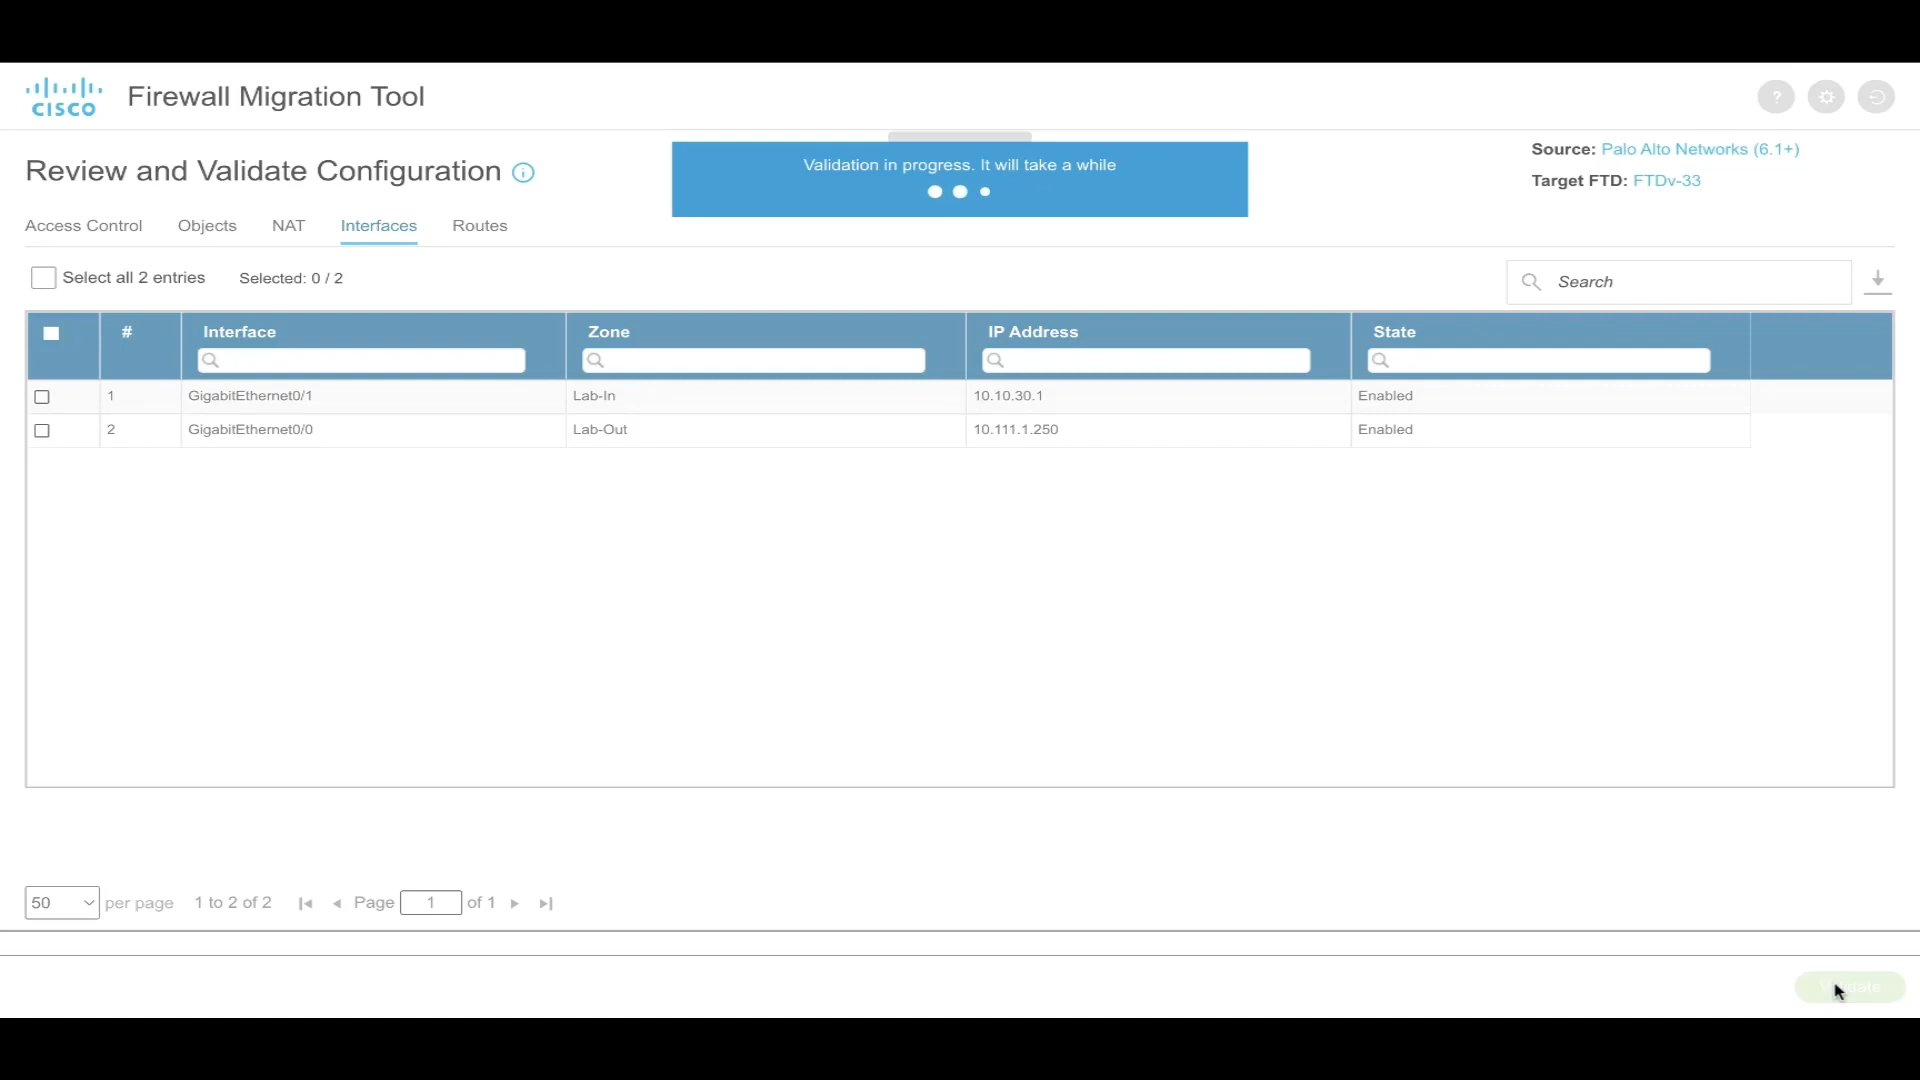 CISCO
Firewall Migration Tool
?
Review and Validate Configuration
Validation in progress. It will take a while
Source: Palo Alto Networks (6.1+)
Target FTD: FTDv-33
Access Control Objects NAT Interfaces Routes
Select all 2 entries Selected: 0 / 2
Search
# Interface Zone IP Address State
1 GigabitEthernet0/1 Lab-In 10.10.30.1 Enabled
2 GigabitEthernet0/0 Lab-Out 10.111.1.250 Enabled
50 per page 1 to 2 of 2 Page 1 of 1